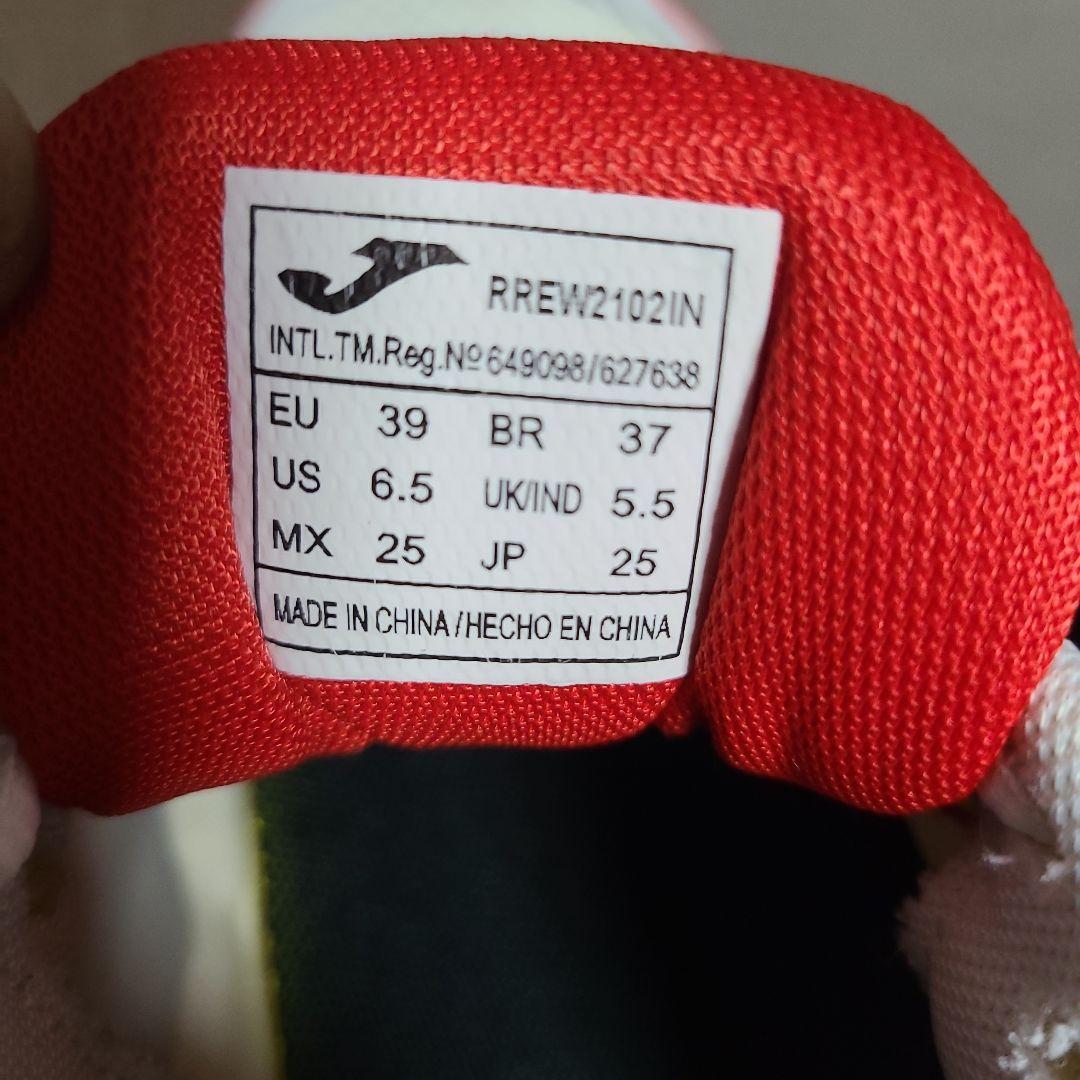 RREW2102IN
INTL.TM.Reg.Nº649098/627638
EU 39 BR 37
US 6.5 UK/IND 5.5
MX 25 JP 25
MADE IN CHINA/HECHO EN CHINA